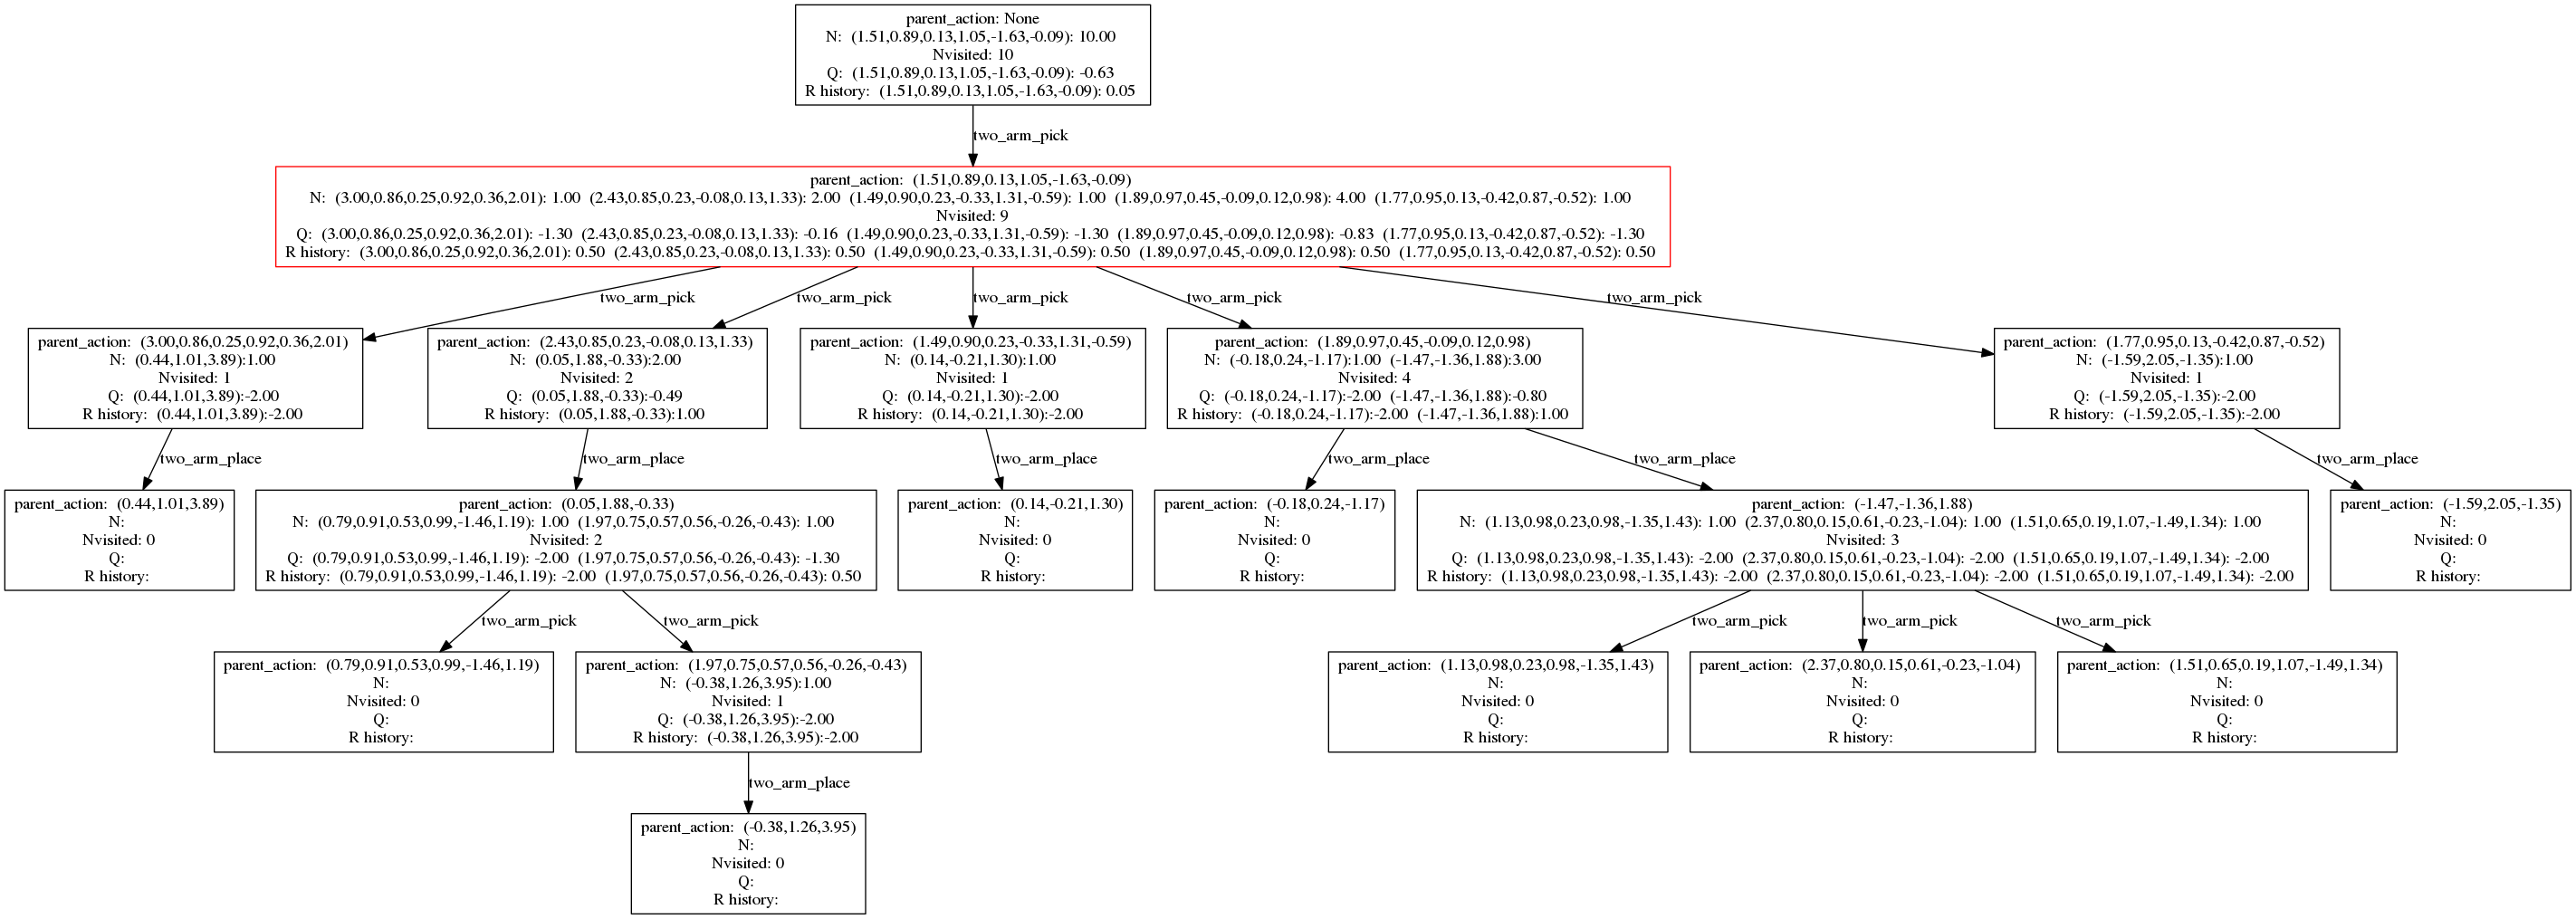 parent_action: None
N: (1.51,0.89,0.13,1.05,-1.63,-0.09): 10.00
Nvisited: 10
Q: (1.51,0.89,0.13,1.05,-1.63,-0.09): -0.63
R history: (1.51,0.89,0.13,1.05,-1.63,-0.09): 0.05
two_arm_pick
parent_action: (1.51,0.89,0.13,1.05,-1.63,-0.09)
N: (3.00,0.86,0.25,0.92,0.36,2.01): 1.00 (2.43,0.85,0.23,-0.08,0.13,1.33): 2.00 (1.49,0.90,0.23,-0.33,1.31,-0.59): 1.00 (1.89,0.97,0.45,-0.09,0.12,0.98): 4.00 (1.77,0.95,0.13,-0.42,0.87,-0.52): 1.00
Nvisited: 9
Q: (3.00,0.86,0.25,0.92,0.36,2.01): -1.30 (2.43,0.85,0.23,-0.08,0.13,1.33): -0.16 (1.49,0.90,0.23,-0.33,1.31,-0.59): -1.30 (1.89,0.97,0.45,-0.09,0.12,0.98): -0.83 (1.77,0.95,0.13,-0.42,0.87,-0.52): -1.30
R history: (3.00,0.86,0.25,0.92,0.36,2.01): 0.50 (2.43,0.85,0.23,-0.08,0.13,1.33): 0.50 (1.49,0.90,0.23,-0.33,1.31,-0.59): 0.50 (1.89,0.97,0.45,-0.09,0.12,0.98): 0.50 (1.77,0.95,0.13,-0.42,0.87,-0.52): 0.50
two_arm_pick
two_arm_pick
two_arm_pick
two_arm_pick
two_arm_pick
parent_action: (3.00,0.86,0.25,0.92,0.36,2.01)
N: (0.44,1.01,3.89):1.00
Nvisited: 1
Q: (0.44,1.01,3.89):-2.00
R history: (0.44,1.01,3.89):-2.00
parent_action: (2.43,0.85,0.23,-0.08,0.13,1.33)
N: (0.05,1.88,-0.33):2.00
Nvisited: 2
Q: (0.05,1.88,-0.33):-0.49
R history: (0.05,1.88,-0.33):1.00
parent_action: (1.49,0.90,0.23,-0.33,1.31,-0.59)
N: (0.14,-0.21,1.30):1.00
Nvisited: 1
Q: (0.14,-0.21,1.30):-2.00
R history: (0.14,-0.21,1.30):-2.00
parent_action: (1.89,0.97,0.45,-0.09,0.12,0.98)
N: (-0.18,0.24,-1.17):1.00 (-1.47,-1.36,1.88):3.00
Nvisited: 4
Q: (-0.18,0.24,-1.17):-2.00 (-1.47,-1.36,1.88):-0.80
R history: (-0.18,0.24,-1.17):-2.00 (-1.47,-1.36,1.88):1.00
parent_action: (1.77,0.95,0.13,-0.42,0.87,-0.52)
N: (-1.59,2.05,-1.35):1.00
Nvisited: 1
Q: (-1.59,2.05,-1.35):-2.00
R history: (-1.59,2.05,-1.35):-2.00
two_arm_place
two_arm_place
two_arm_place
two_arm_place
two_arm_place
two_arm_place
parent_action: (0.44,1.01,3.89)
N:
Nvisited: 0
Q:
R history:
parent_action: (0.05,1.88,-0.33)
N: (0.79,0.91,0.53,0.99,-1.46,1.19): 1.00 (1.97,0.75,0.57,0.56,-0.26,-0.43): 1.00
Nvisited: 2
Q: (0.79,0.91,0.53,0.99,-1.46,1.19): -2.00 (1.97,0.75,0.57,0.56,-0.26,-0.43): -1.30
R history: (0.79,0.91,0.53,0.99,-1.46,1.19): -2.00 (1.97,0.75,0.57,0.56,-0.26,-0.43): 0.50
parent_action: (0.14,-0.21,1.30)
N:
Nvisited: 0
Q:
R history:
parent_action: (-0.18,0.24,-1.17)
N:
Nvisited: 0
Q:
R history:
parent_action: (-1.47,-1.36,1.88)
N: (1.13,0.98,0.23,0.98,-1.35,1.43): 1.00 (2.37,0.80,0.15,0.61,-0.23,-1.04): 1.00 (1.51,0.65,0.19,1.07,-1.49,1.34): 1.00
Nvisited: 3
Q: (1.13,0.98,0.23,0.98,-1.35,1.43): -2.00 (2.37,0.80,0.15,0.61,-0.23,-1.04): -2.00 (1.51,0.65,0.19,1.07,-1.49,1.34): -2.00
R history: (1.13,0.98,0.23,0.98,-1.35,1.43): -2.00 (2.37,0.80,0.15,0.61,-0.23,-1.04): -2.00 (1.51,0.65,0.19,1.07,-1.49,1.34): -2.00
parent_action: (-1.59,2.05,-1.35)
N:
Nvisited: 0
Q:
R history:
two_arm_pick
two_arm_pick
two_arm_pick
two_arm_pick
two_arm_pick
parent_action: (0.79,0.91,0.53,0.99,-1.46,1.19)
N:
Nvisited: 0
Q:
R history:
parent_action: (1.97,0.75,0.57,0.56,-0.26,-0.43)
N: (-0.38,1.26,3.95):1.00
Nvisited: 1
Q: (-0.38,1.26,3.95):-2.00
R history: (-0.38,1.26,3.95):-2.00
parent_action: (1.13,0.98,0.23,0.98,-1.35,1.43)
N:
Nvisited: 0
Q:
R history:
parent_action: (2.37,0.80,0.15,0.61,-0.23,-1.04)
N:
Nvisited: 0
Q:
R history:
parent_action: (1.51,0.65,0.19,1.07,-1.49,1.34)
N:
Nvisited: 0
Q:
R history:
two_arm_place
parent_action: (-0.38,1.26,3.95)
N:
Nvisited: 0
Q:
R history: